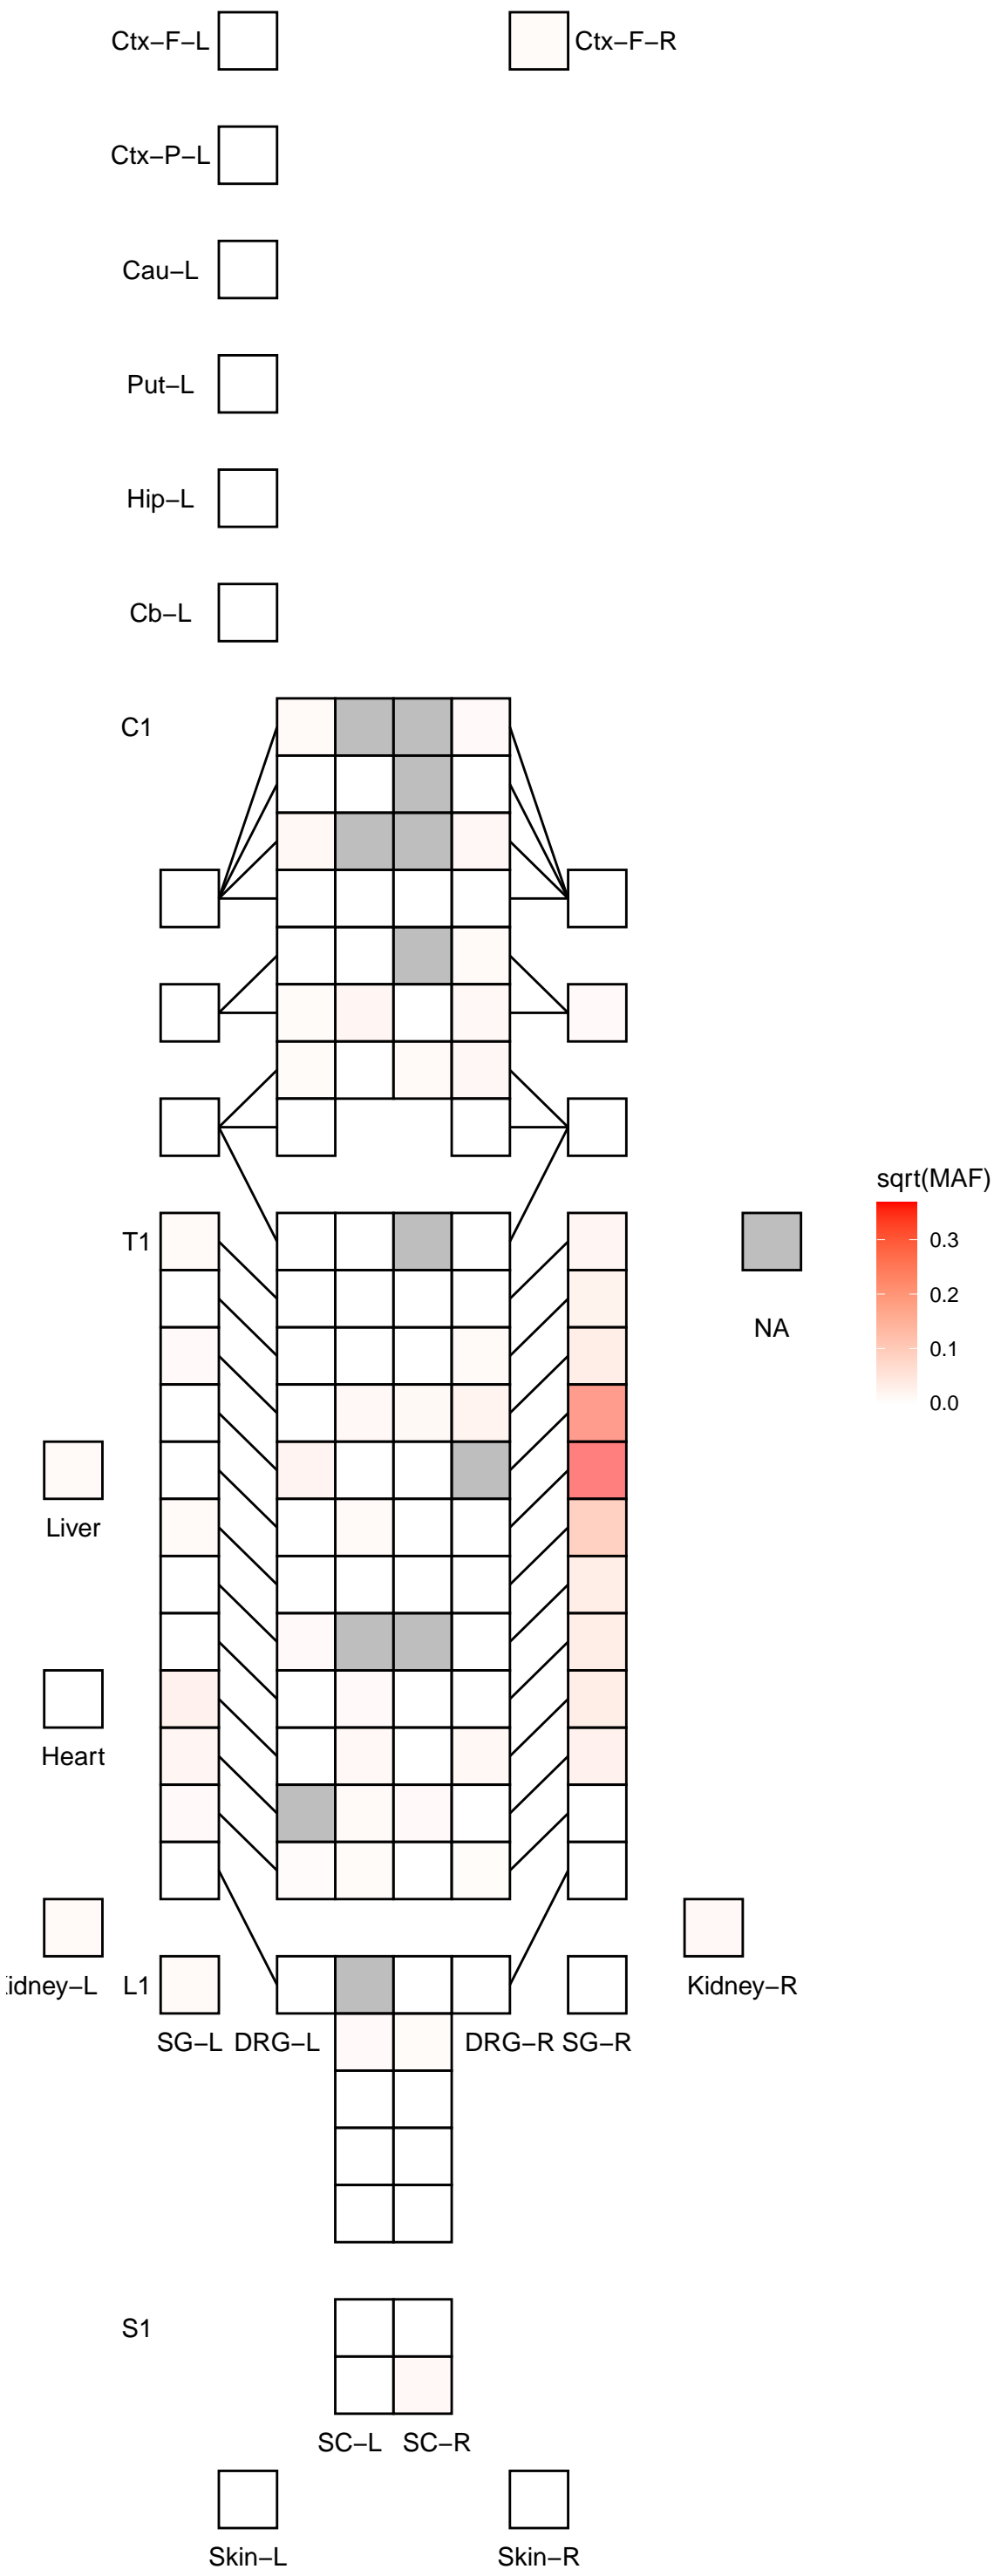 Ctx–F–L
Ctx–F–R
Ctx–P–L
Cau–L
Put–L
Hip–L
Cb–L
C1
sqrt(MAF)
T1
0.3
0.2
NA
0.1
0.0
Liver
Heart
idney–L
L1
Kidney–R
SG–L
DRG–L
DRG–R
SG–R
S1
SC–L
SC–R
Skin–L
Skin–R